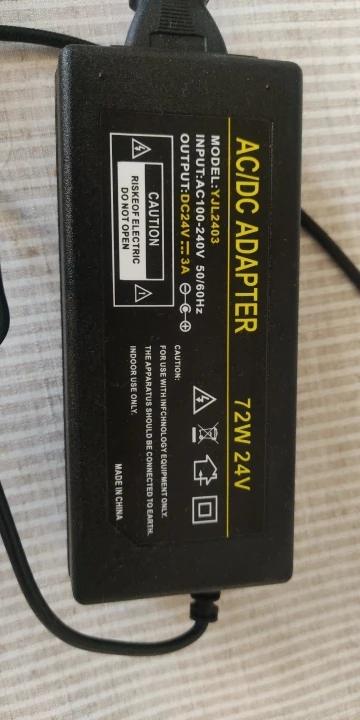 AC/DC ADAPTER 72W 24V
MODEL:YJL2403
INPUT:AC100-240V 50/60Hz
OUTPUT:DC24V 3A
CAUTION
RISKEOF ELECTRIC
DO NOT OPEN
CAUTION:
FOR USE WITH INFCHNOLOGY EQUIPMENT ONLY.
THE APPARATUS SHOULD BE CONNECTED TO EARTH.
INDOOR USE ONLY.
MADE IN CHINA